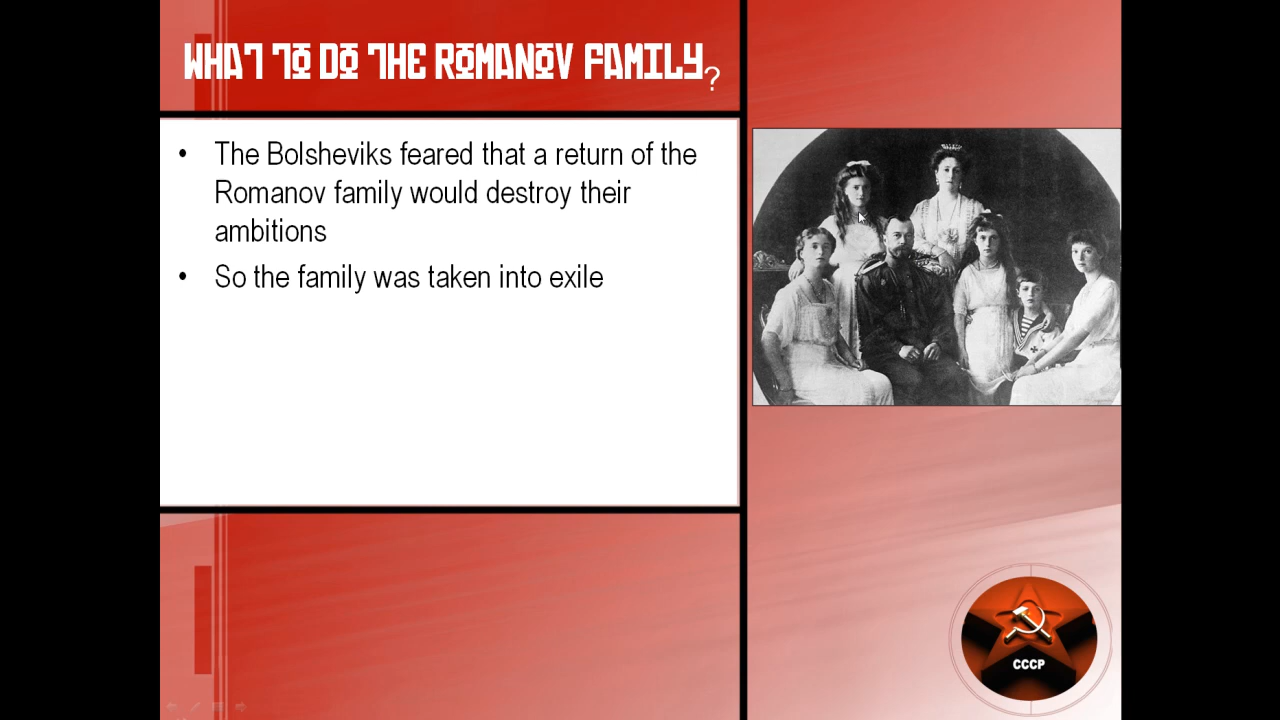 WHAT TO DO THE ROMANOV FAMILY?
• The Bolsheviks feared that a return of the
Romanov family would destroy their
ambitions
• So the family was taken into exile
CCCP